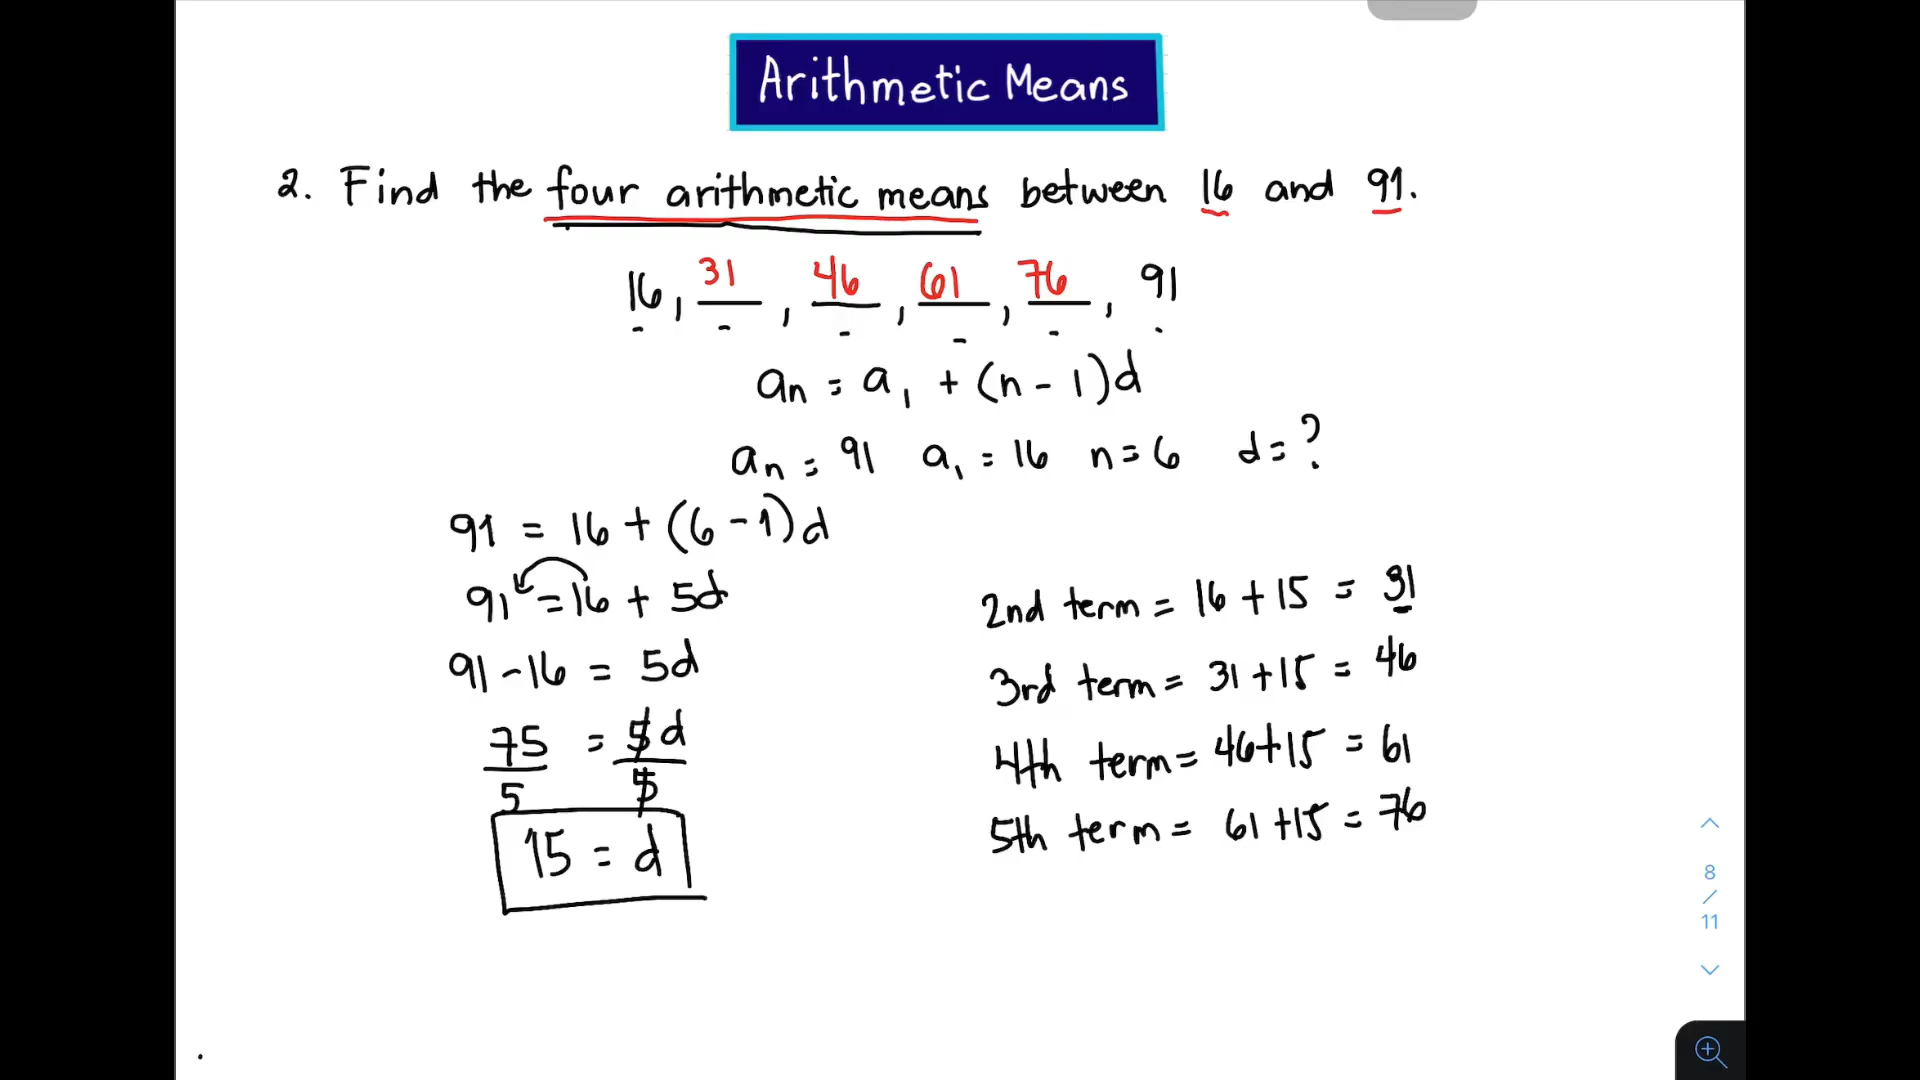 Arithmetic Means
2. Find the four arithmetic means between 16 and 91.
16, 31, 46, 61, 76, 91
an = a1 + (n - 1)d
an = 91 a1 = 16 n = 6 d = ?
91 = 16 + (6 - 1)d
91 = 16 + 5d
91 - 16 = 5d
75 = 5d
5 5
15 = d
2nd term = 16 + 15 = 31
3rd term = 31 + 15 = 46
4th term = 46 + 15 = 61
5th term = 61 + 15 = 76
8
/
11